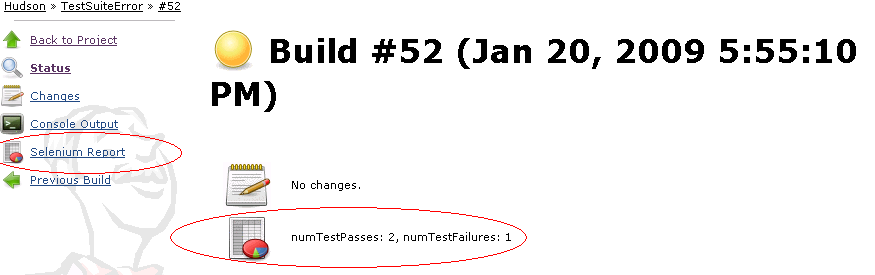 Hudson » TestSuiteError » #52
Back to Project
Status
Changes
Console Output
Selenium Report
Previous Build
Build #52 (Jan 20, 2009 5:55:10
PM)
No changes.
numTestPasses: 2, numTestFailures: 1